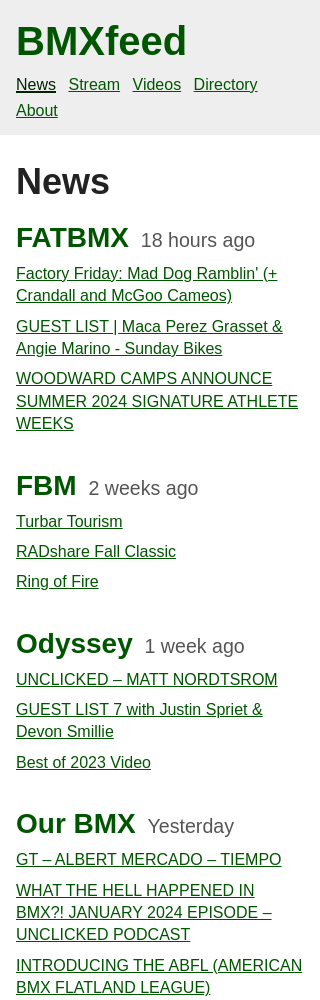 BMXfeed
News Stream Videos Directory
About
News
FATBMX 18 hours ago
Factory Friday: Mad Dog Ramblin' (+
Crandall and McGoo Cameos)
GUEST LIST | Maca Perez Grasset &
Angie Marino - Sunday Bikes
WOODWARD CAMPS ANNOUNCE
SUMMER 2024 SIGNATURE ATHLETE
WEEKS
FBM 2 weeks ago
Turbar Tourism
RADshare Fall Classic
Ring of Fire
Odyssey 1 week ago
UNCLICKED – MATT NORDTSROM
GUEST LIST 7 with Justin Spriet &
Devon Smillie
Best of 2023 Video
Our BMX Yesterday
GT – ALBERT MERCADO – TIEMPO
WHAT THE HELL HAPPENED IN
BMX?! JANUARY 2024 EPISODE –
UNCLICKED PODCAST
INTRODUCING THE ABFL (AMERICAN
BMX FLATLAND LEAGUE)